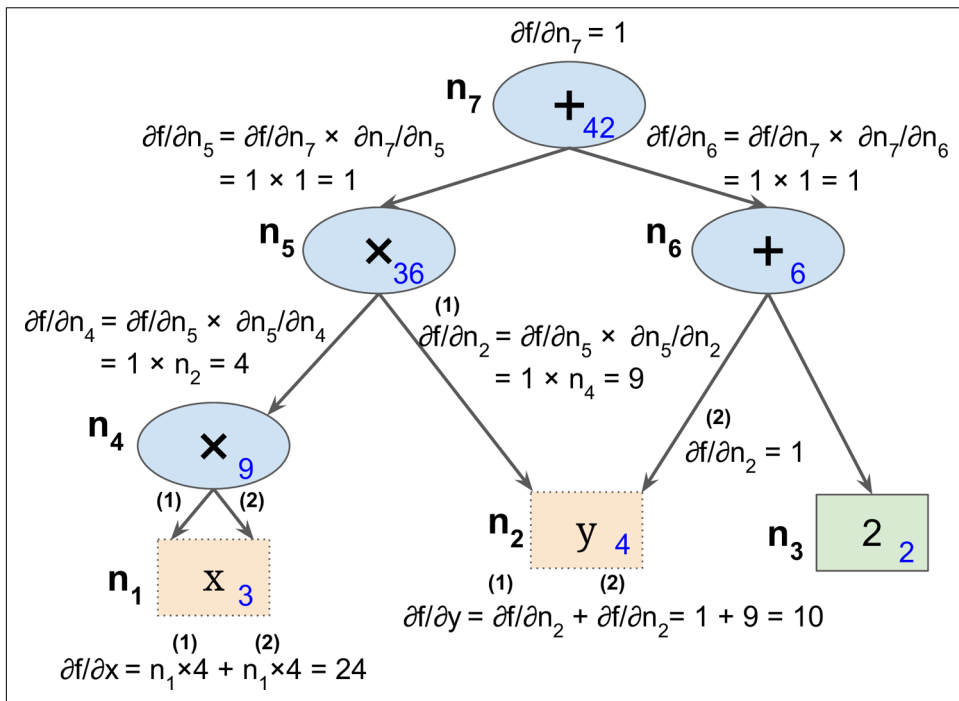 ∂f/∂n₇ = 1
n₇
+
42
∂f/∂n₅ = ∂f/∂n₇ × ∂n₇/∂n₅
= 1 × 1 = 1
∂f/∂n₆ = ∂f/∂n₇ × ∂n₇/∂n₆
= 1 × 1 = 1
n₅
×
36
n₆
+
6
∂f/∂n₄ = ∂f/∂n₅ × ∂n₅/∂n₄
= 1 × n₂ = 4
(1)
∂f/∂n₂ = ∂f/∂n₅ × ∂n₅/∂n₂
= 1 × n₄ = 9
(2)
∂f/∂n₂ = 1
n₄
×
9
(1) (2)
n₁
x
3
n₂
y
4
n₃
2
2
(1) (2)
∂f/∂y = ∂f/∂n₂ + ∂f/∂n₂= 1 + 9 = 10
(1) (2)
∂f/∂x = n₁×4 + n₁×4 = 24